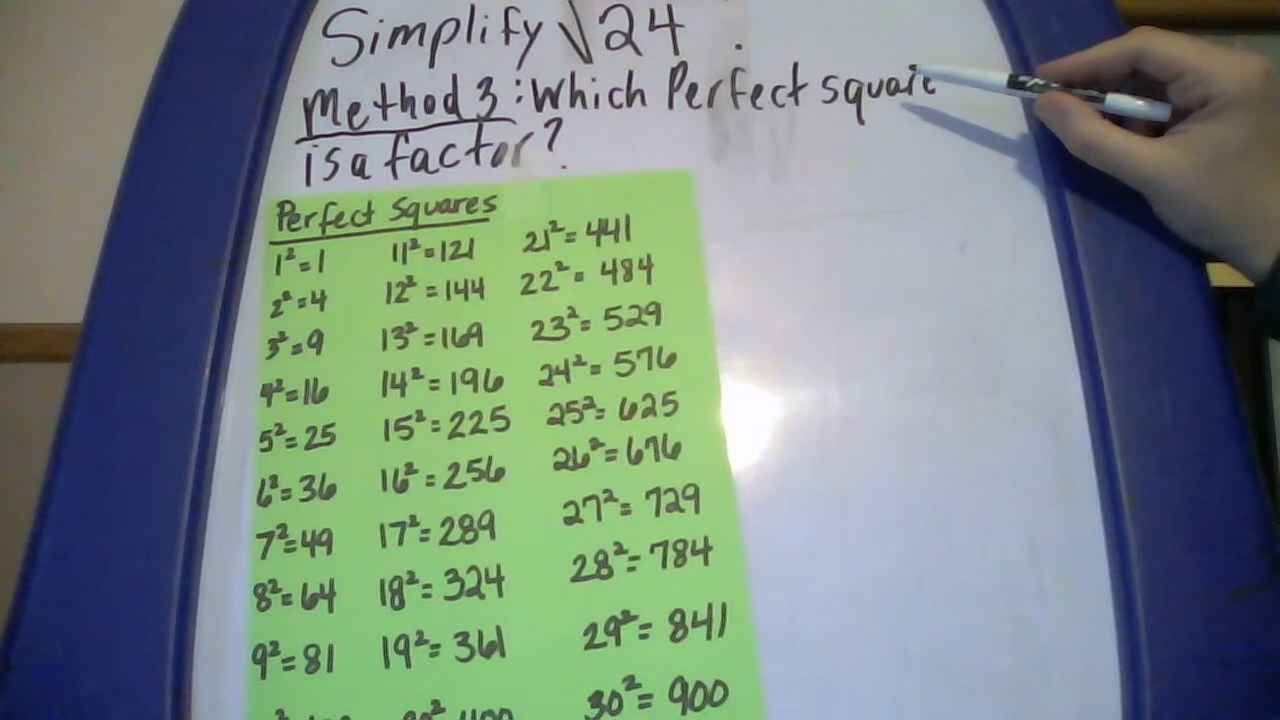 Simplify √24
Method 3: Which Perfect square
is a factor?
Perfect Squares
1²=1 11²=121 21²=441
2²=4 12²=144 22²=484
3²=9 13²=169 23²=529
4²=16 14²=196 24²=576
5²=25 15²=225 25²=625
6²=36 16²=256 26²=676
7²=49 17²=289 27²=729
8²=64 18²=324 28²=784
9²=81 19²=361 29²=841
30²=900